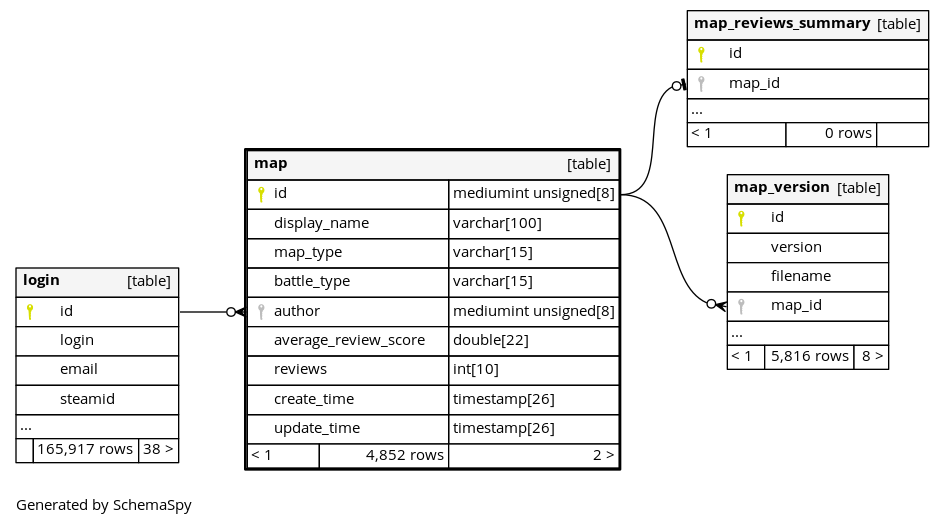 map_reviews_summary [table]
id
map_id
...
< 1 0 rows
map [table]
id mediumint unsigned[8]
display_name varchar[100]
map_type varchar[15]
battle_type varchar[15]
author mediumint unsigned[8]
average_review_score double[22]
reviews int[10]
create_time timestamp[26]
update_time timestamp[26]
< 1 4,852 rows 2 >
map_version [table]
id
version
filename
map_id
...
< 1 5,816 rows 8 >
login [table]
id
login
email
steamid
...
165,917 rows 38 >
Generated by SchemaSpy